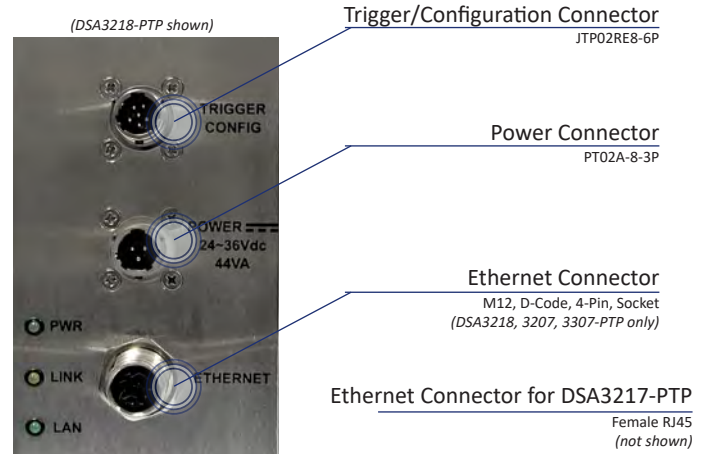 (DSA3218-PTP shown)
Trigger/Configuration Connector
JTP02RE8-6P
TRIGGER
CONFIG
Power Connector
PT02A-8-3P
POWER
24~36Vdc
44VA
Ethernet Connector
M12, D-Code, 4-Pin, Socket
(DSA3218, 3207, 3307-PTP only)
PWR
LINK
ETHERNET
LAN
Ethernet Connector for DSA3217-PTP
Female RJ45
(not shown)